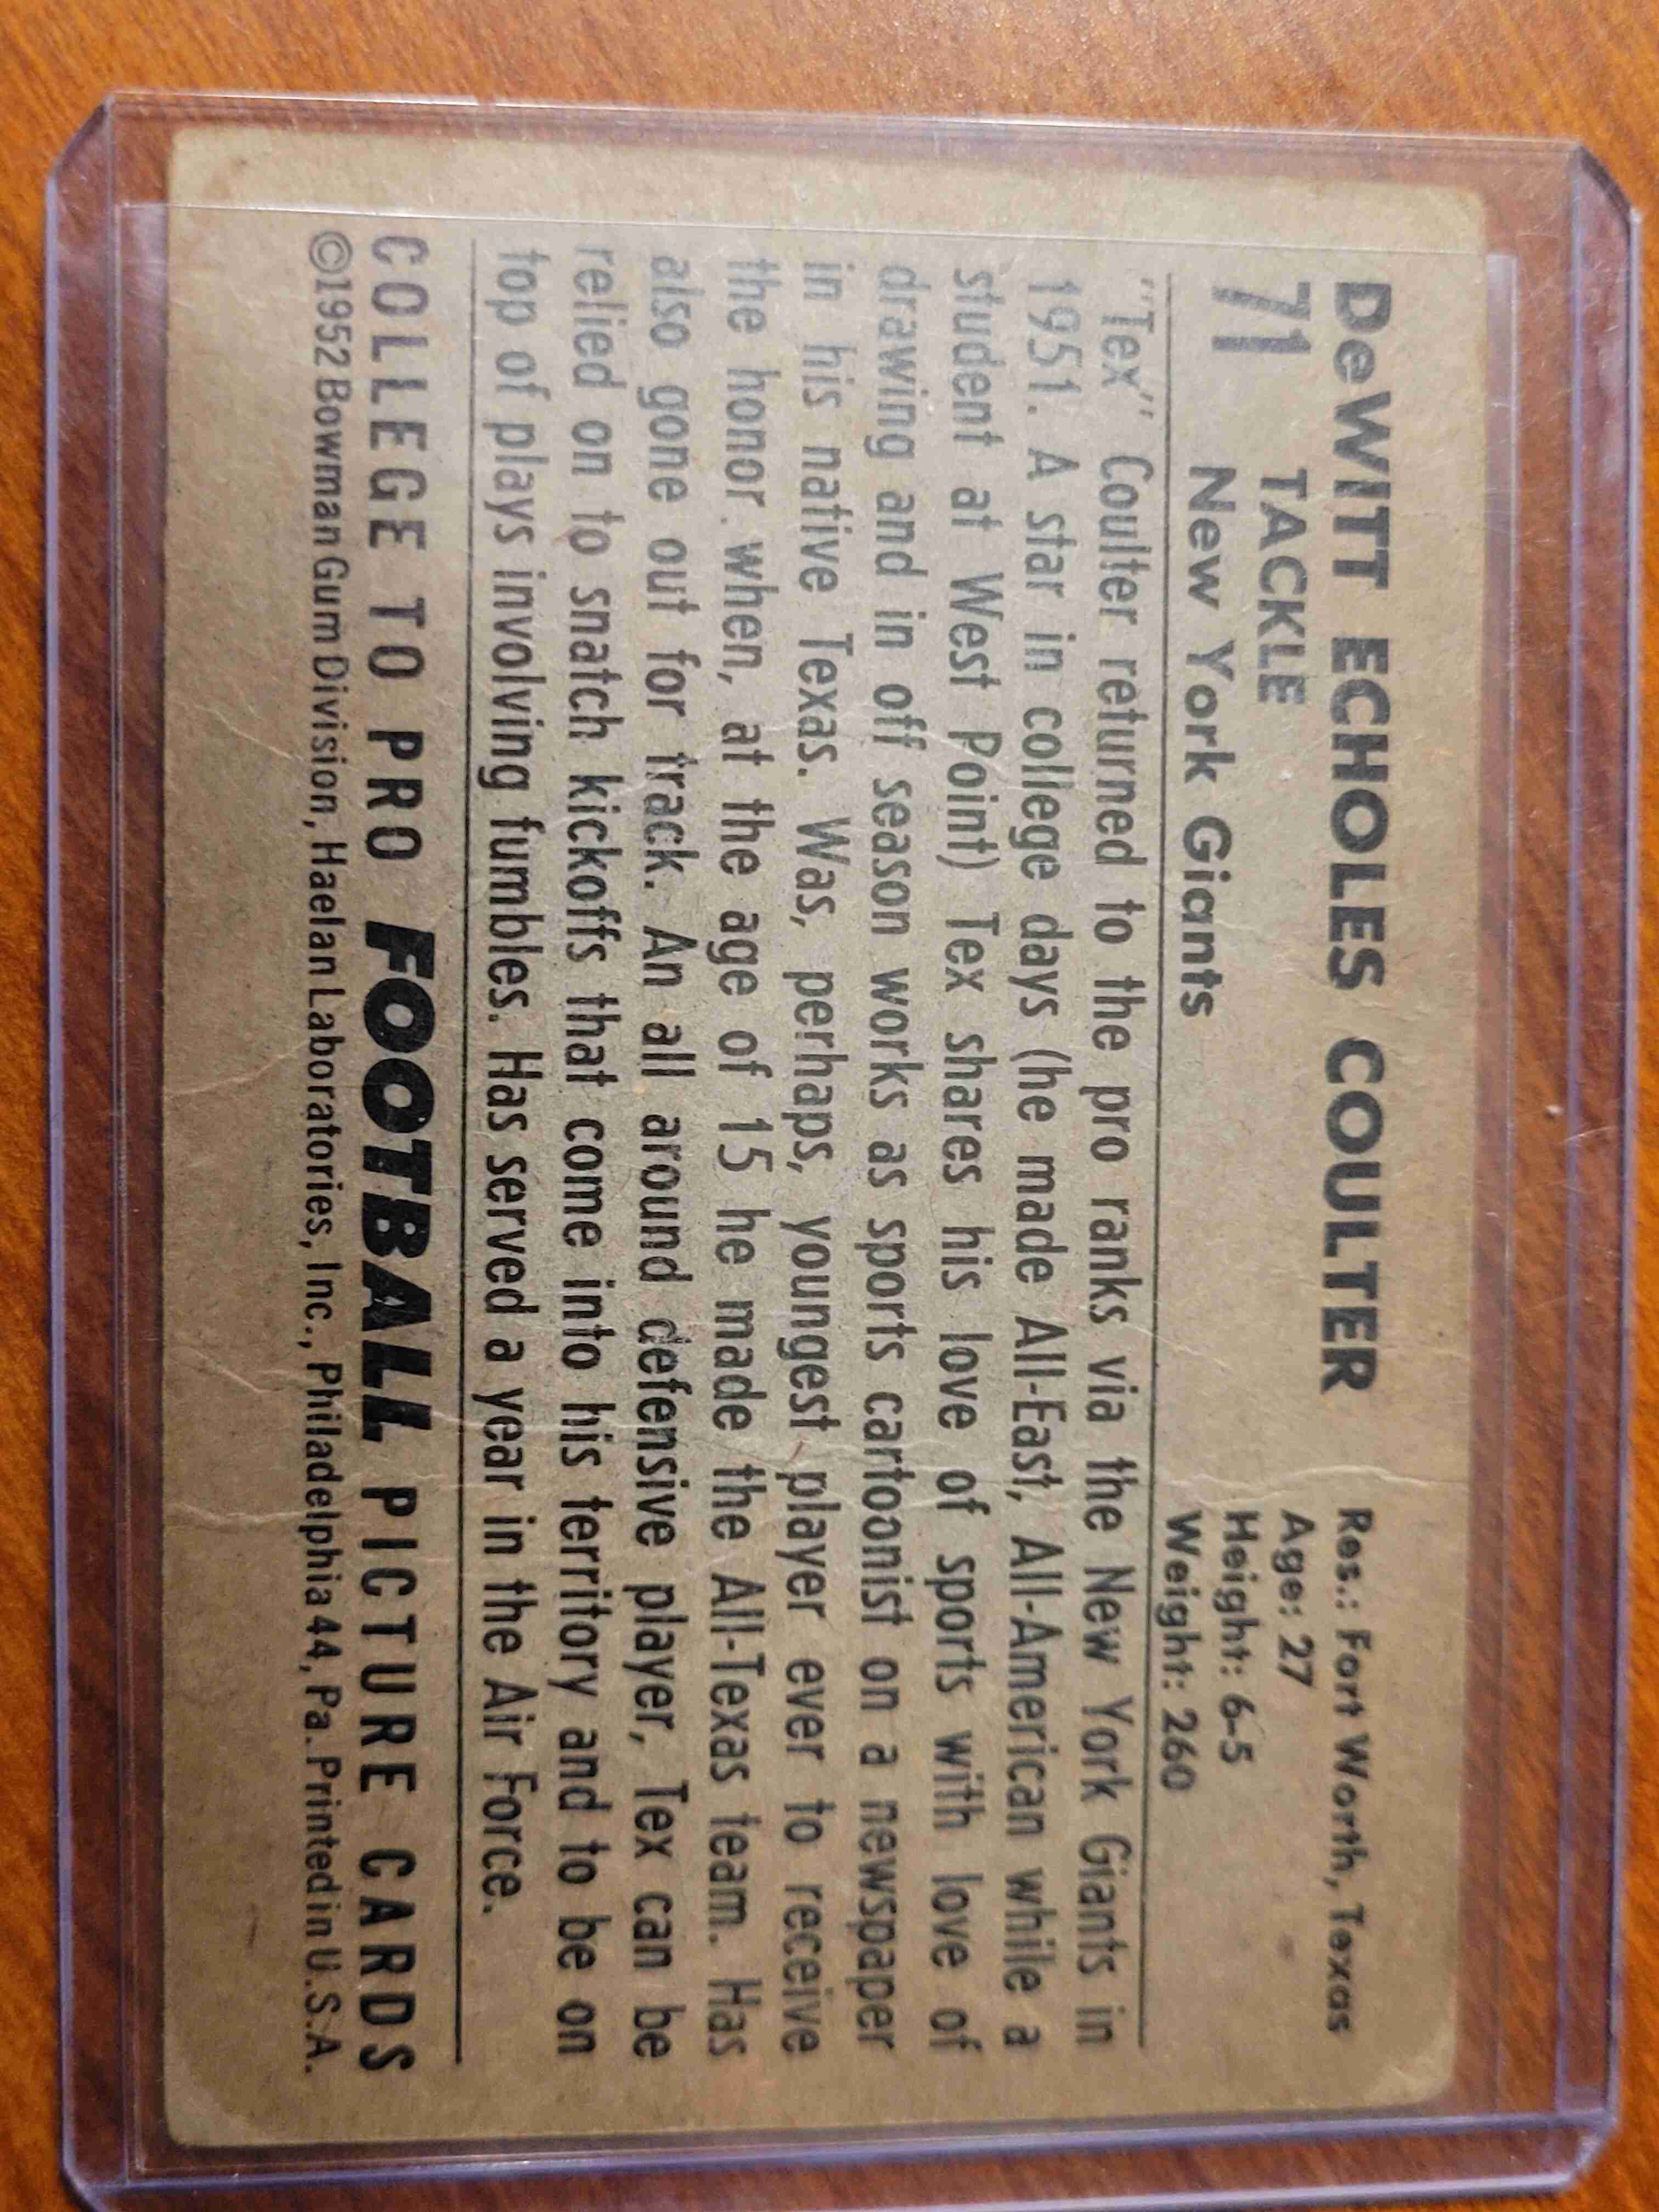 DeWITT ECHOLES COULTER
71 TACKLE
New York Giants
Res.: Fort Worth, Texas
Age: 27
Height: 6-5
Weight: 260
"Tex" Coulter returned to the pro ranks via the New York Giants in
1951. A star in college days (he made All-East, All-American while a
student at West Point) Tex shares his love of sports with love of
drawing and in off season works as sports cartoonist on a newspaper
in his native Texas. Was, perhaps, youngest player ever to receive
the honor when, at the age of 15 he made the All-Texas team. Has
also gone out for track. An all around defensive player, Tex can be
relied on to snatch kickoffs that come into his territory and to be on
top of plays involving fumbles. Has served a year in the Air Force.
COLLEGE TO PRO FOOTBALL PICTURE CARDS
©1952 Bowman Gum Division, Haelan Laboratories, Inc., Philadelphia 44, Pa. Printed in U.S.A.